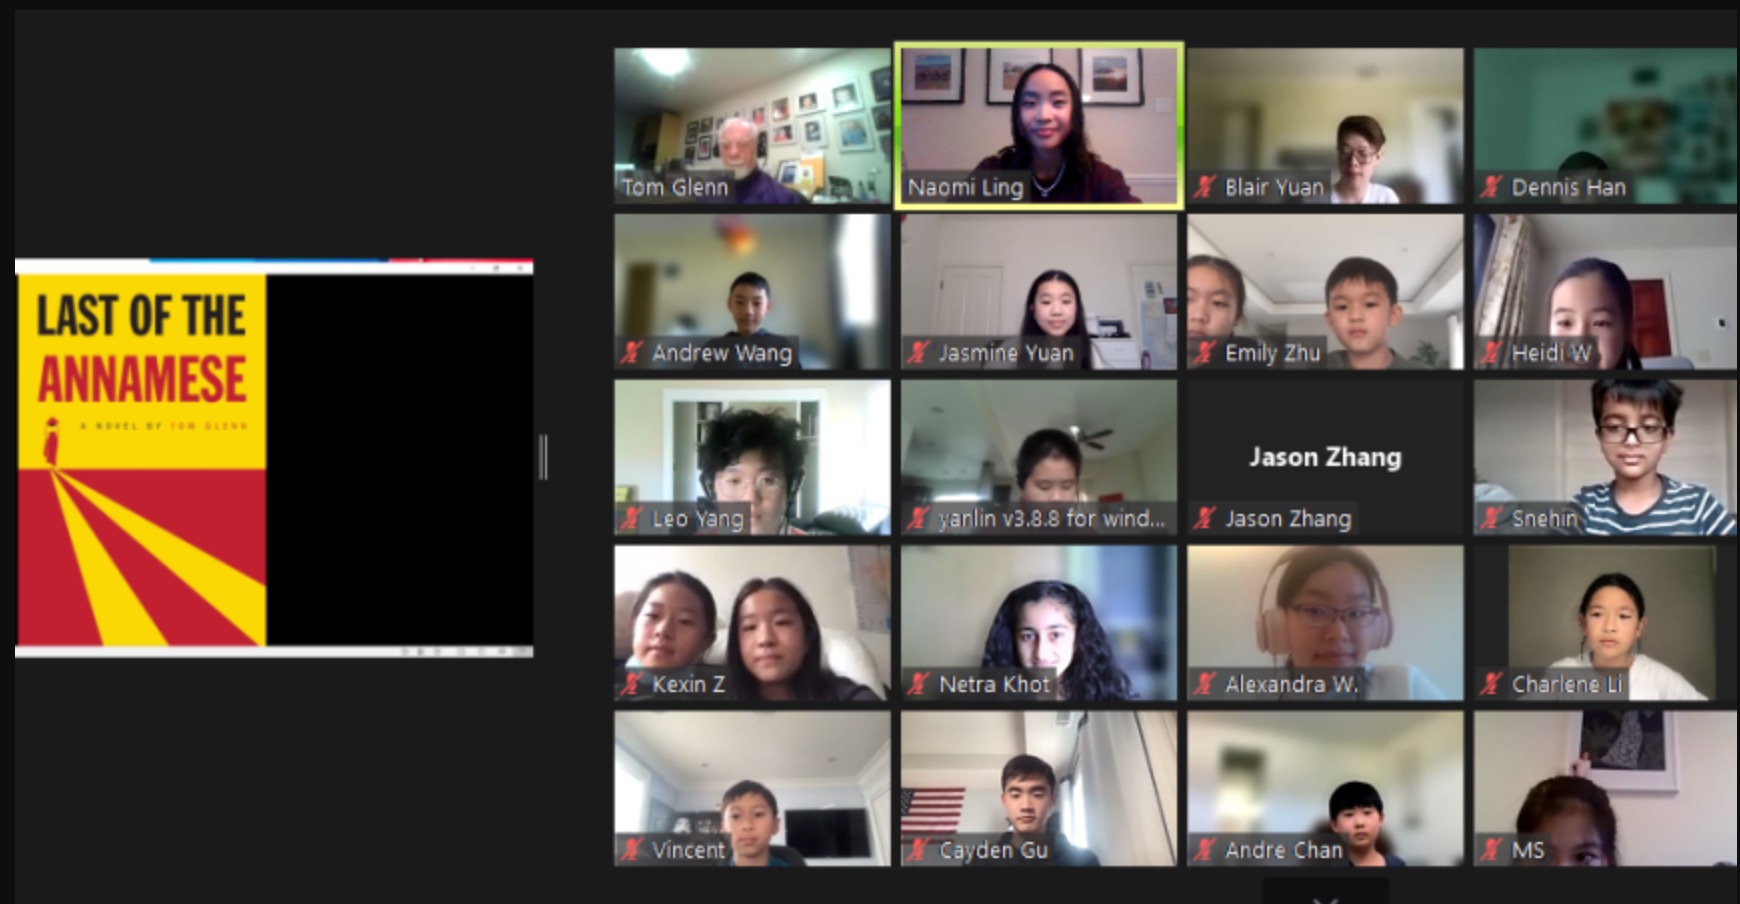 LAST OF THE
ANNAMESE
A NOVEL BY TOM GLENN
Tom Glenn
Naomi Ling
Blair Yuan
Dennis Han
Andrew Wang
Jasmine Yuan
Emily Zhu
Heidi W
Leo Yang
yanlin v3.8.8 for wind...
Jason Zhang
Jason Zhang
Snehin
Kexin Z
Netra Khot
Alexandra W.
Charlene Li
Vincent
Cayden Gu
Andre Chan
MS